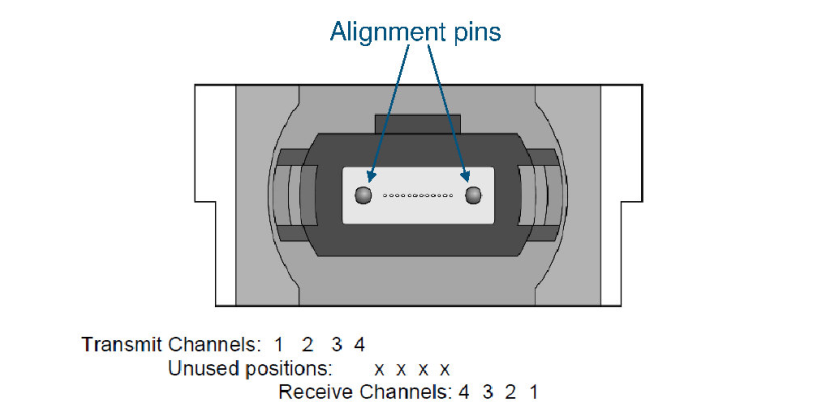 Alignment pins
Transmit Channels: 1 2 3 4
Unused positions: x x x x
Receive Channels: 4 3 2 1